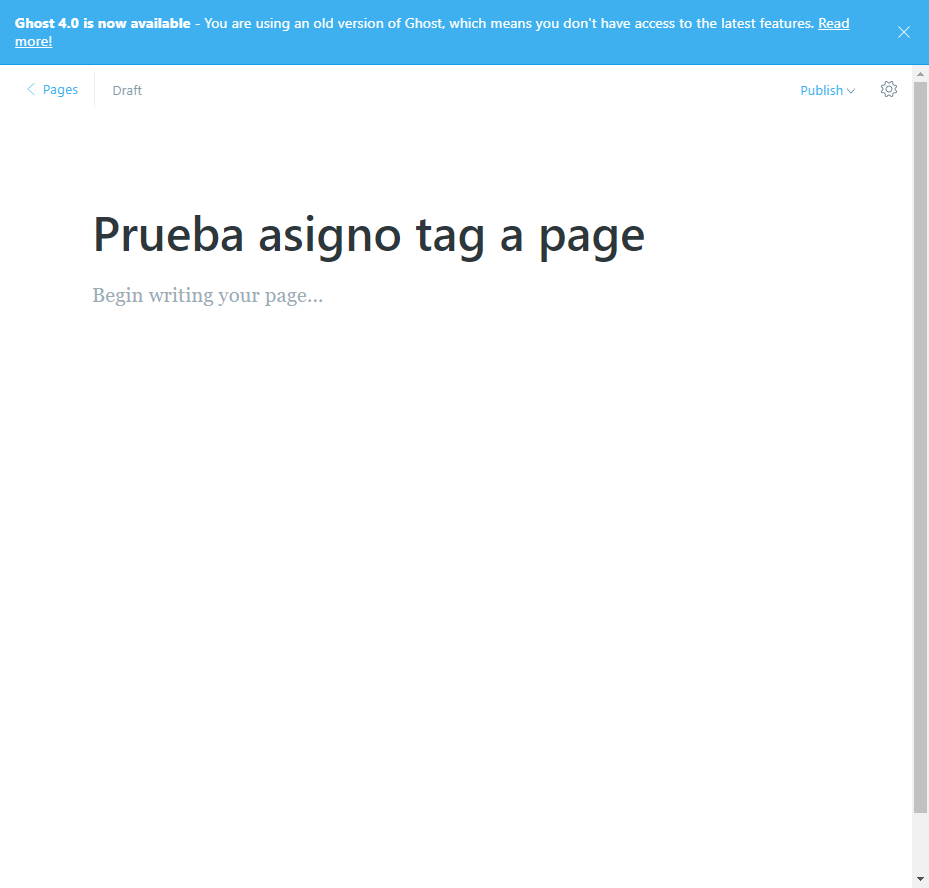 Ghost 4.0 is now available - You are using an old version of Ghost, which means you don't have access to the latest features. Read
more!
Pages
Draft
Publish
Prueba asigno tag a page
Begin writing your page...